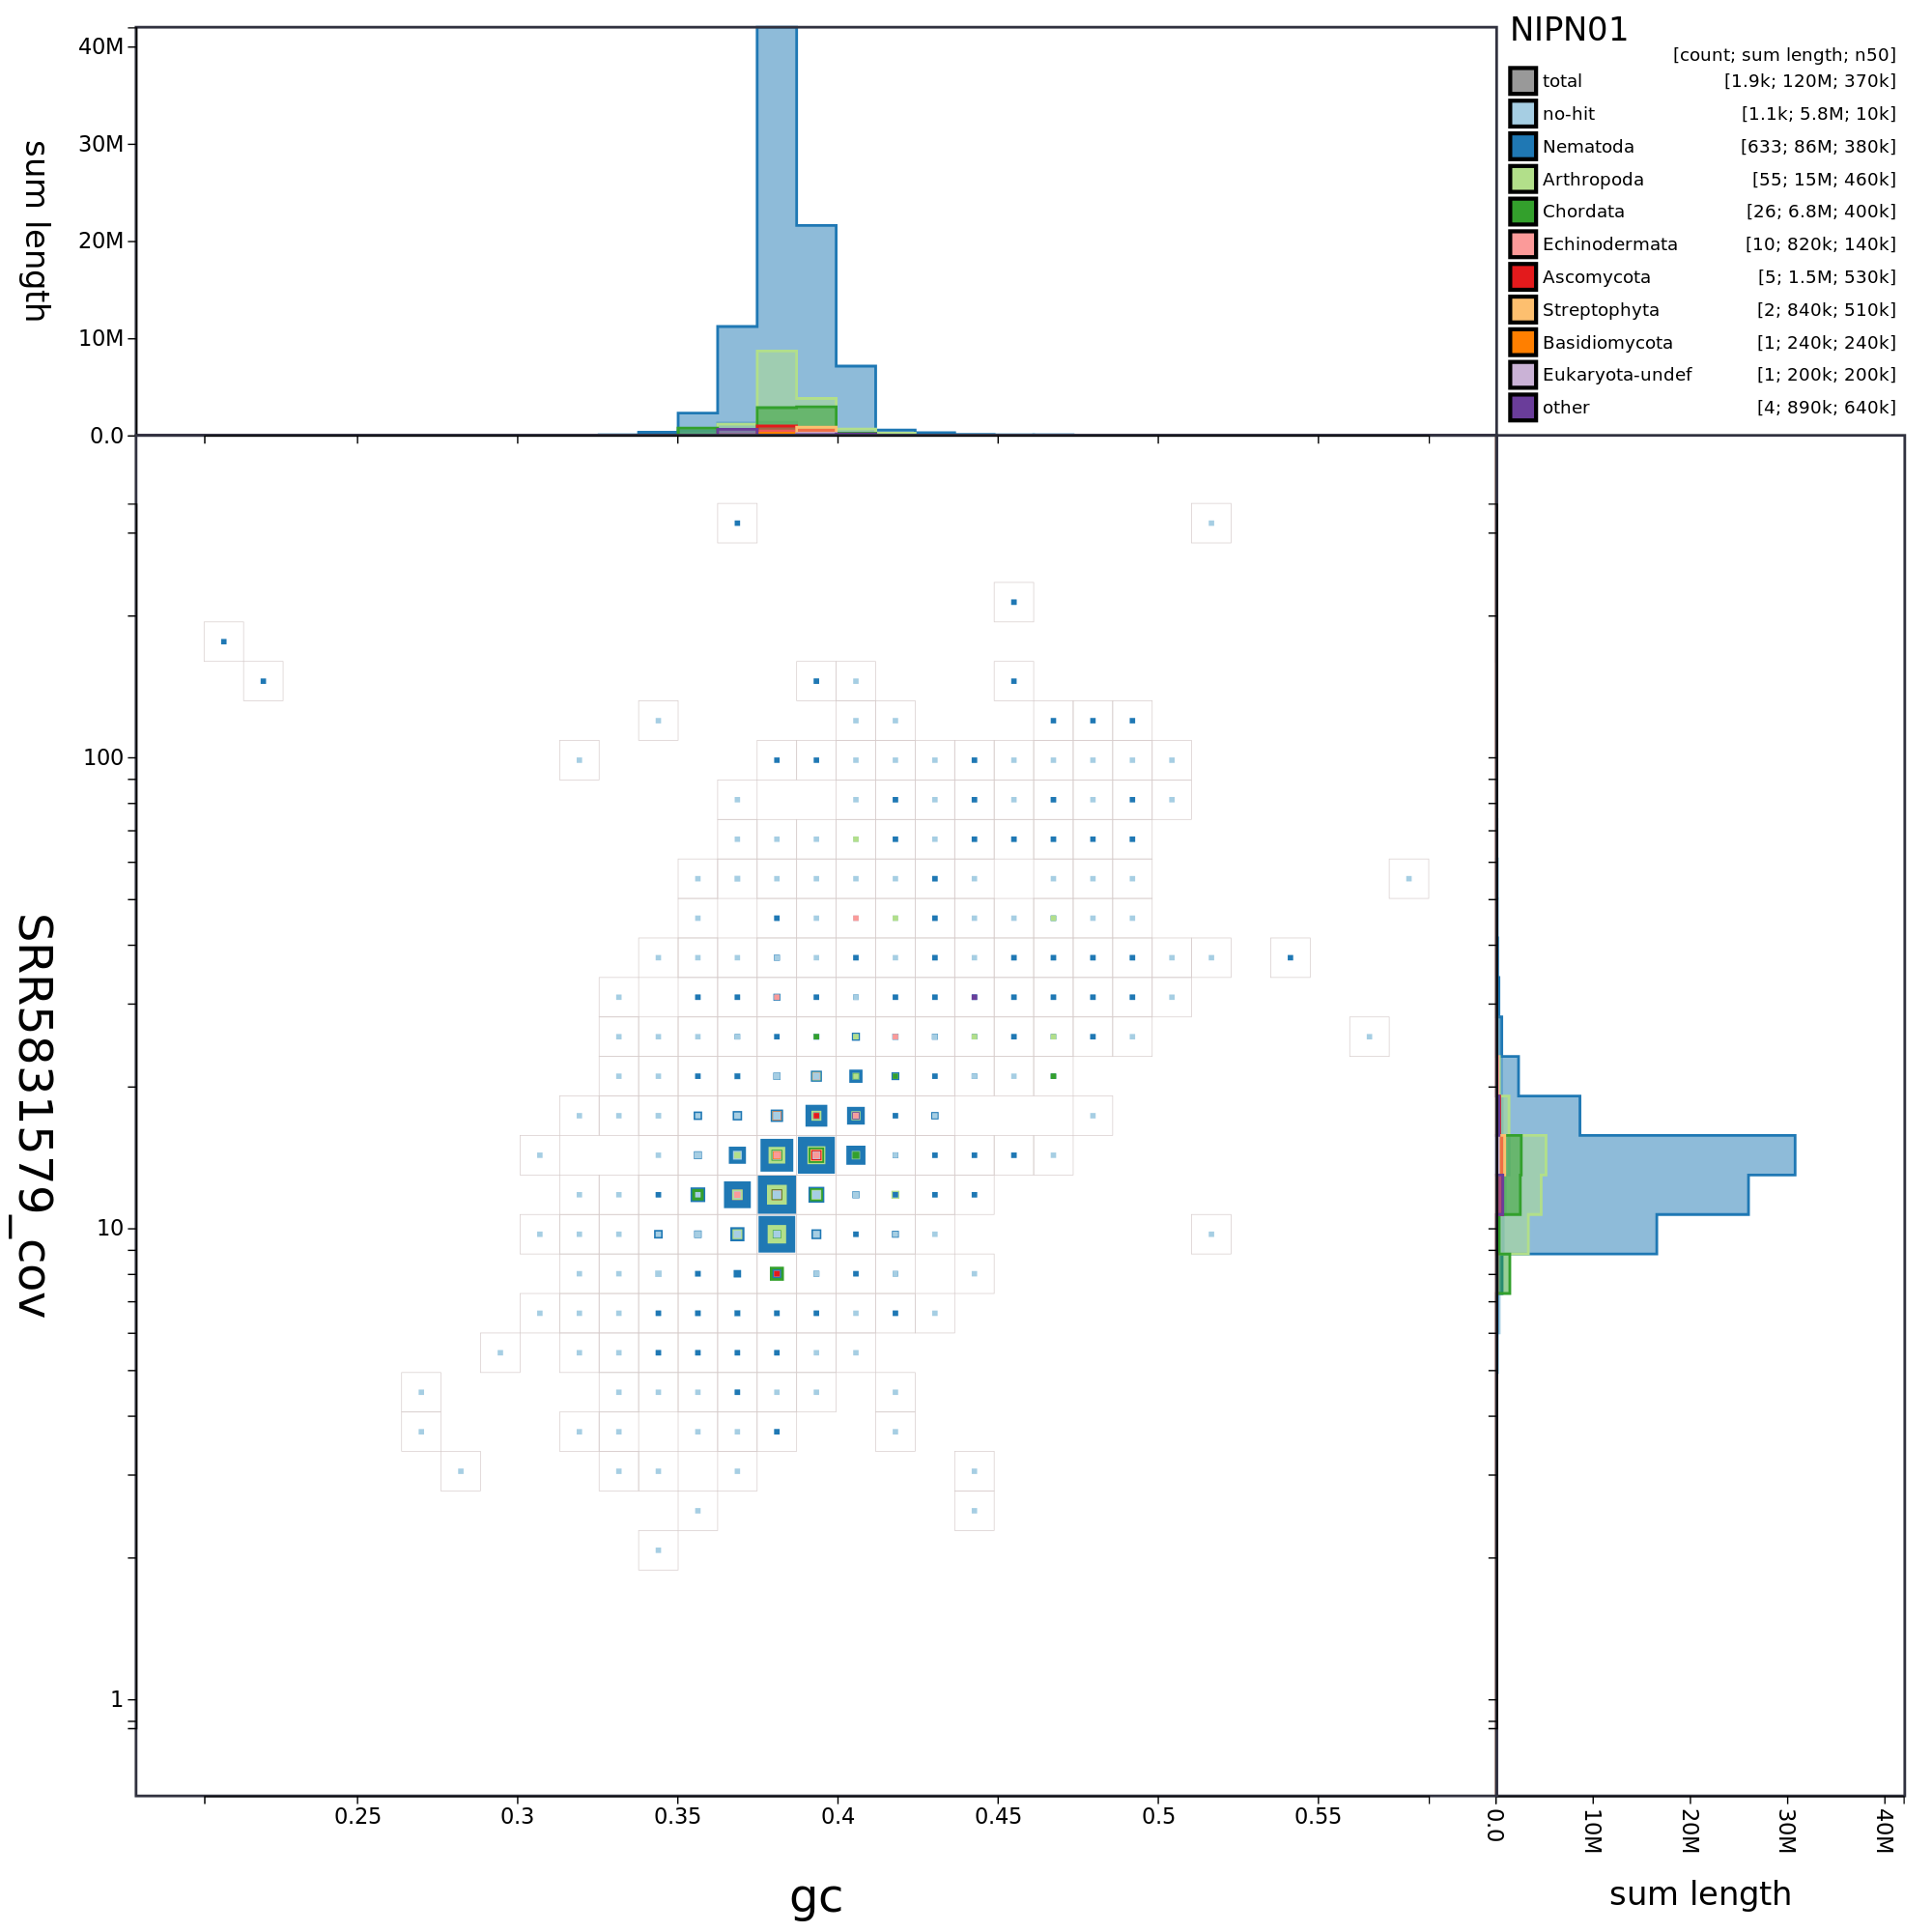 NIPN01
[count; sum length; n50]
total [1.9k; 120M; 370k]
no-hit [1.1k; 5.8M; 10k]
Nematoda [633; 86M; 380k]
Arthropoda [55; 15M; 460k]
Chordata [26; 6.8M; 400k]
Echinodermata [10; 820k; 140k]
Ascomycota [5; 1.5M; 530k]
Streptophyta [2; 840k; 510k]
Basidiomycota [1; 240k; 240k]
Eukaryota-undef [1; 200k; 200k]
other [4; 890k; 640k]
sum length
40M
30M
20M
10M
0.0
SRR5831579_cov
100
10
1
0.25 0.3 0.35 0.4 0.45 0.5 0.55
gc
0.0 10M 20M 30M 40M
sum length